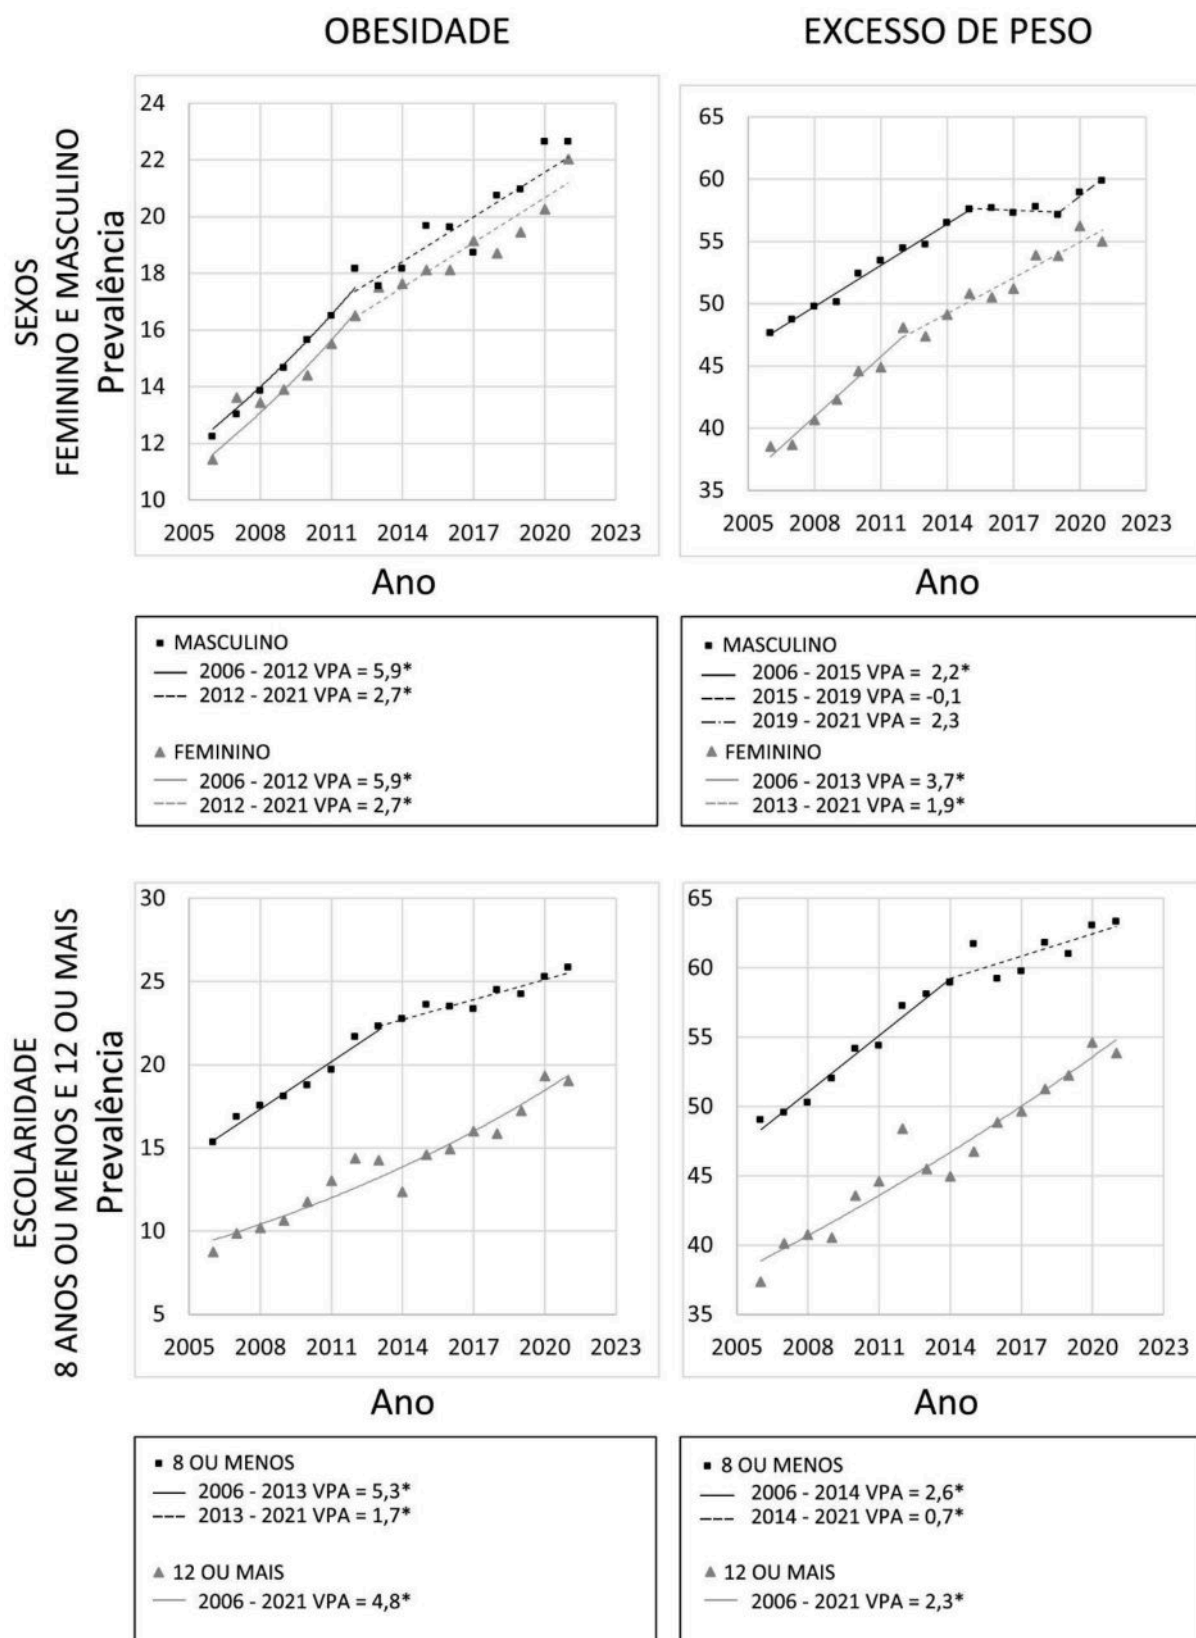 OBESIDADE
EXCESSO DE PESO
SEXOS
FEMININO E MASCULINO
Prevalência
24
22
20
18
16
14
12
10
2005 2008 2011 2014 2017 2020 2023
Ano
65
60
55
50
45
40
35
2005 2008 2011 2014 2017 2020 2023
Ano
MASCULINO
2006 - 2012 VPA = 5,9*
2012 - 2021 VPA = 2,7*
FEMININO
2006 - 2012 VPA = 5,9*
2012 - 2021 VPA = 2,7*
MASCULINO
2006 - 2015 VPA = 2,2*
2015 - 2019 VPA = -0,1
2019 - 2021 VPA = 2,3
FEMININO
2006 - 2013 VPA = 3,7*
2013 - 2021 VPA = 1,9*
ESCOLARIDADE
8 ANOS OU MENOS E 12 OU MAIS
Prevalência
30
25
20
15
10
5
2005 2008 2011 2014 2017 2020 2023
Ano
65
60
55
50
45
40
35
2005 2008 2011 2014 2017 2020 2023
Ano
8 OU MENOS
2006 - 2013 VPA = 5,3*
2013 - 2021 VPA = 1,7*
12 OU MAIS
2006 - 2021 VPA = 4,8*
8 OU MENOS
2006 - 2014 VPA = 2,6*
2014 - 2021 VPA = 0,7*
12 OU MAIS
2006 - 2021 VPA = 2,3*